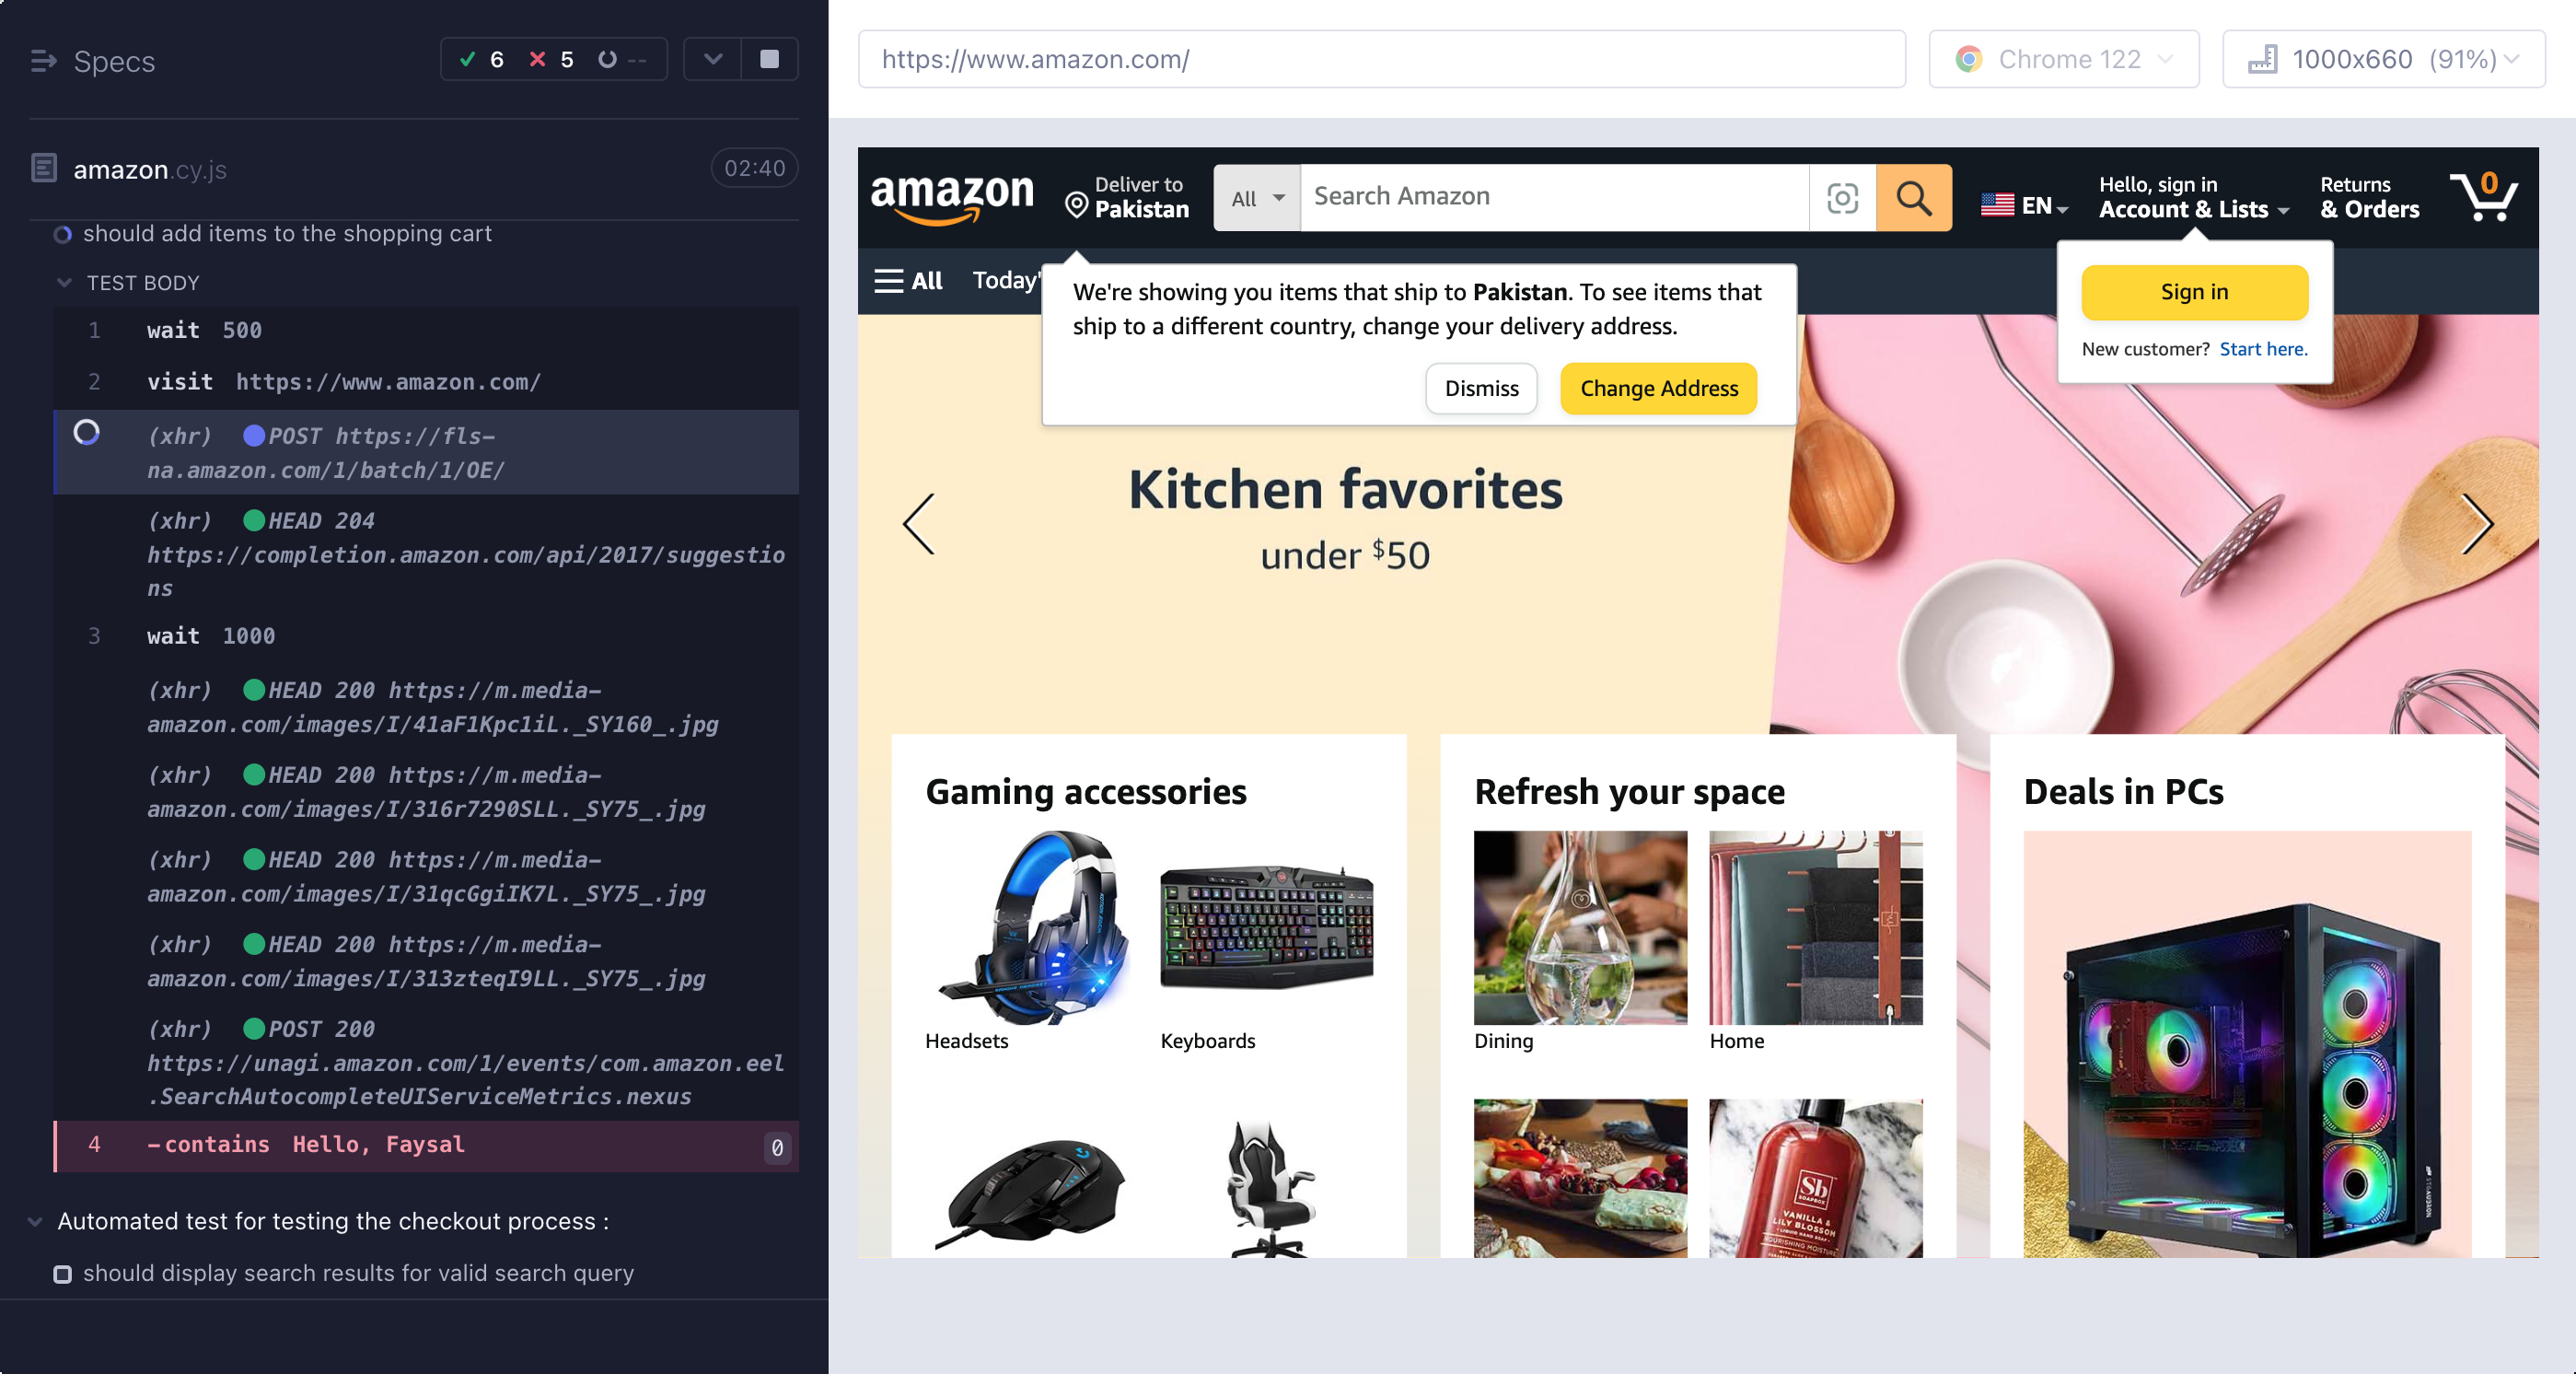 Specs
6
5
--
amazon.cy.js
02:40
should add items to the shopping cart
TEST BODY
1 wait 500
2 visit https://www.amazon.com/
(xhr) POST https://fls-
na.amazon.com/1/batch/1/OE/
(xhr) HEAD 204
https://completion.amazon.com/api/2017/suggestio
ns
3 wait 1000
(xhr) HEAD 200 https://m.media-
amazon.com/images/I/41aF1Kpc1iL._SY160_.jpg
(xhr) HEAD 200 https://m.media-
amazon.com/images/I/316r7290SLL._SY75_.jpg
(xhr) HEAD 200 https://m.media-
amazon.com/images/I/31qcGgiIK7L._SY75_.jpg
(xhr) HEAD 200 https://m.media-
amazon.com/images/I/313zteqI9LL._SY75_.jpg
(xhr) POST 200
https://unagi.amazon.com/1/events/com.amazon.eel
.SearchAutocompleteUIServiceMetrics.nexus
4 -contains Hello, Faysal 0
Automated test for testing the checkout process :
should display search results for valid search query
https://www.amazon.com/
Chrome 122
1000x660 (91%)
amazon
Deliver to
Pakistan
All
Search Amazon
EN
Hello, sign in
Account & Lists
Returns
& Orders
0
All
Today'
We're showing you items that ship to Pakistan. To see items that
ship to a different country, change your delivery address.
Dismiss
Change Address
Sign in
New customer? Start here.
Kitchen favorites
under $50
Gaming accessories
Headsets
Keyboards
Refresh your space
Dining
Home
Deals in PCs
Sb
SOAPBOX
VANILLA &
LILY BLOSSOM
NOURISHING MOISTURE